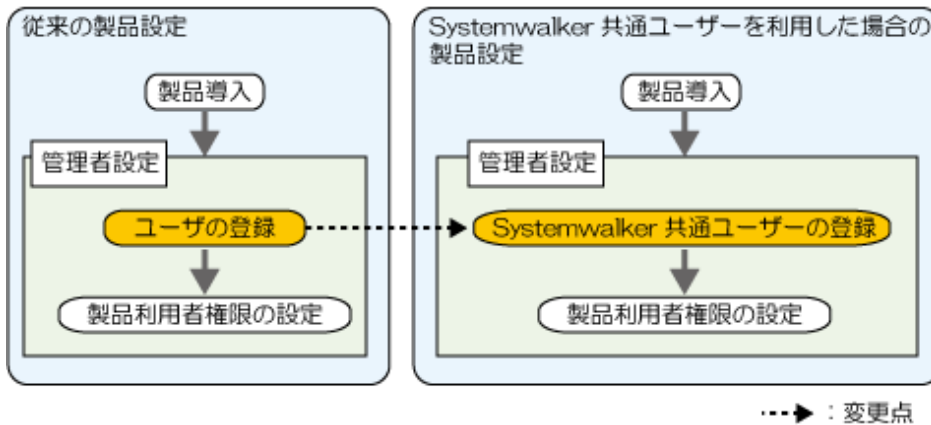 従来の製品設定
製品導入
管理者設定
ユーザの登録
製品利用者権限の設定
Systemwalker 共通ユーザーを利用した場合の
製品設定
製品導入
管理者設定
Systemwalker 共通ユーザーの登録
製品利用者権限の設定
：変更点